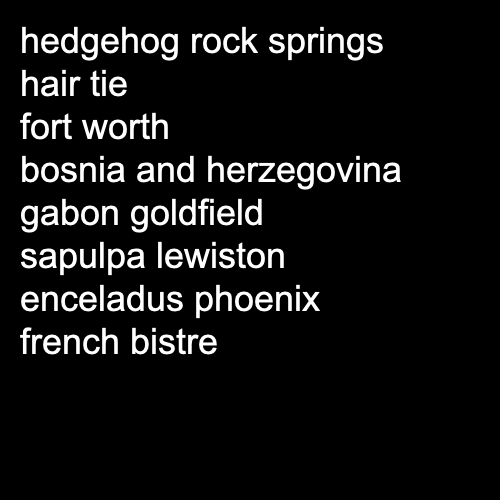 hedgehog rock springs
hair tie
fort worth
bosnia and herzegovina
gabon goldfield
sapulpa lewiston
enceladus phoenix
french bistre